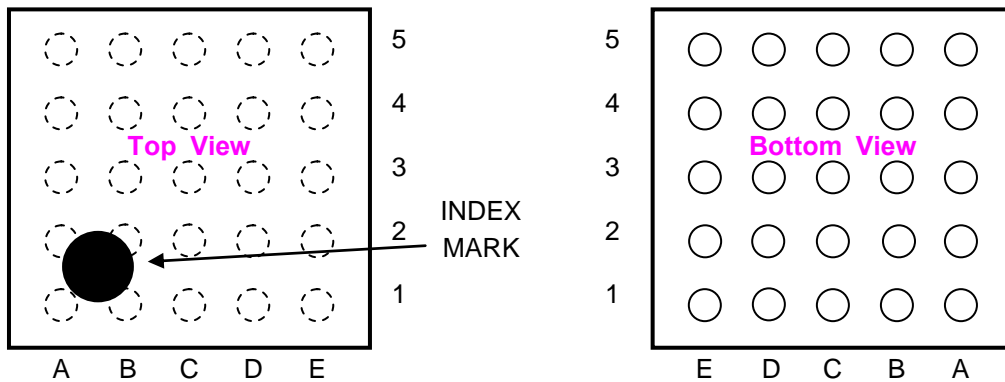 5 5
4 4
Top View Bottom View
3 3
INDEX
2 2
MARK
1 1
A B C D E E D C B A